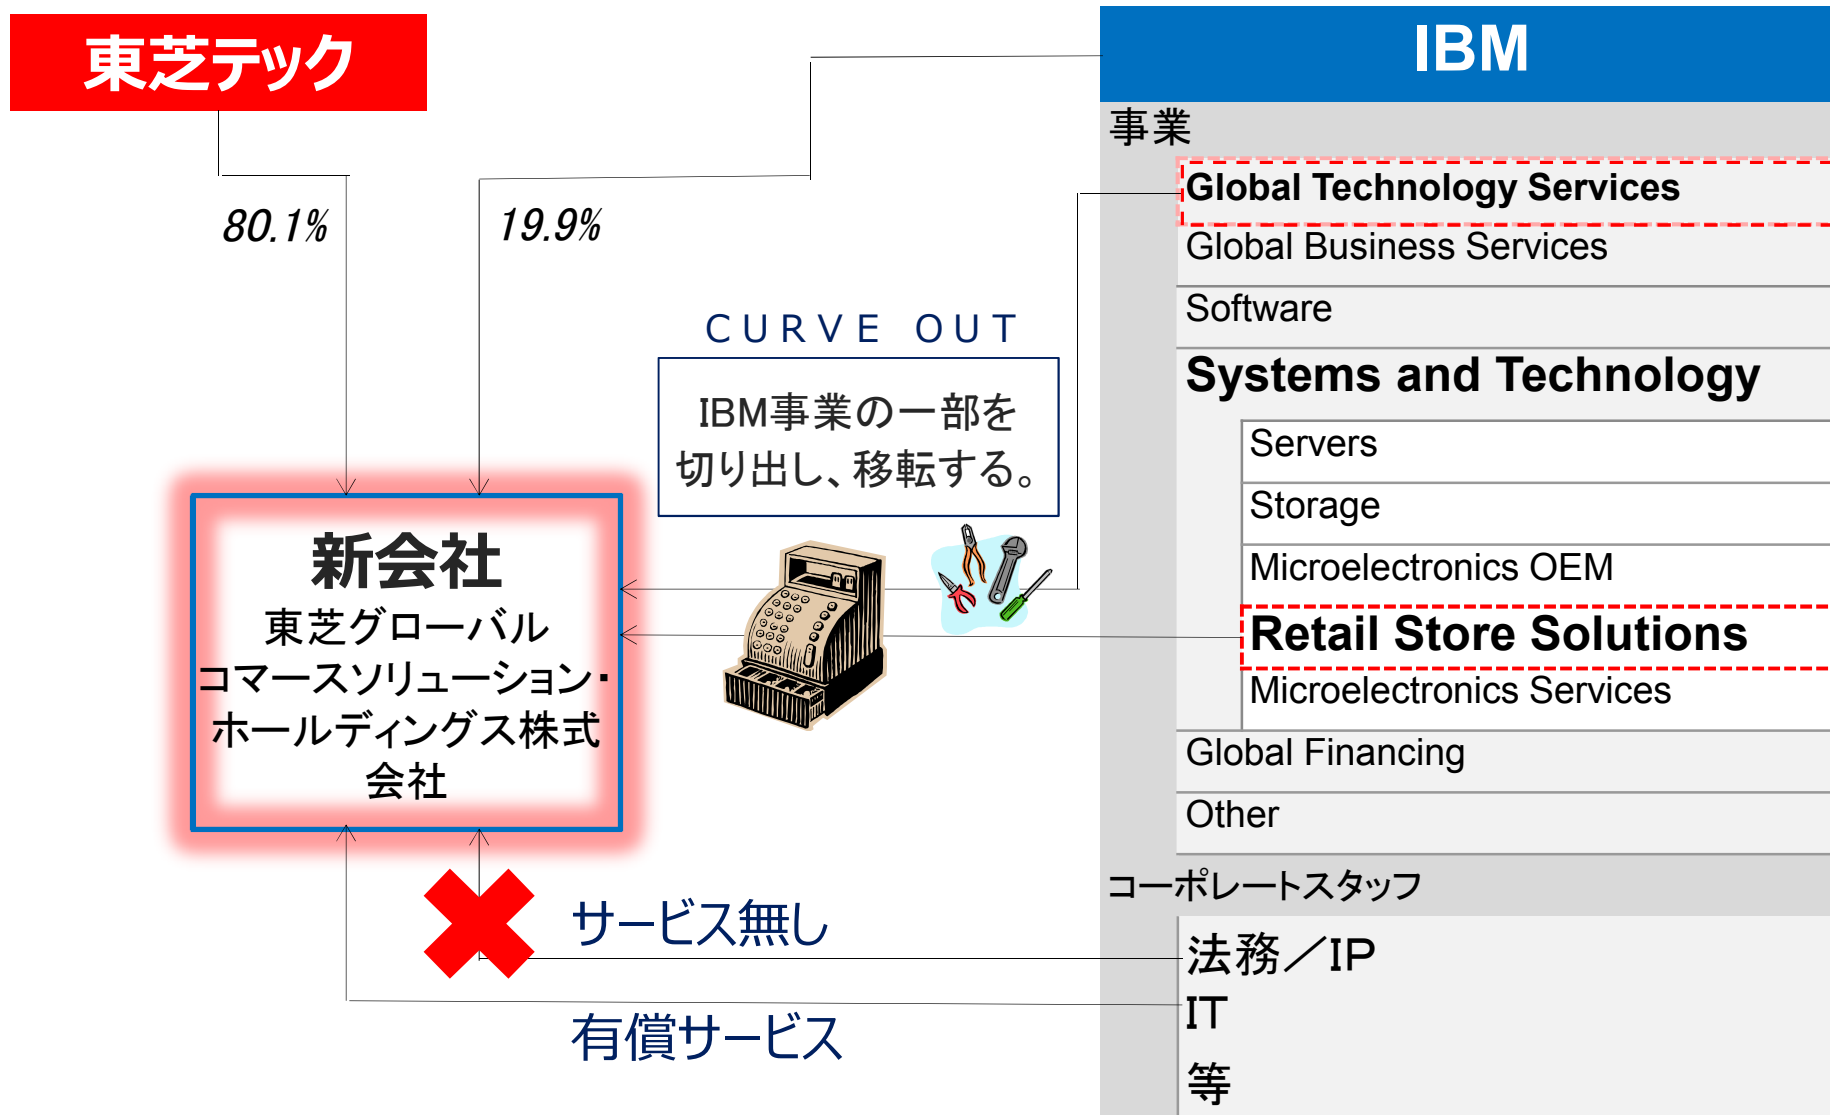 東芝テック
IBM
事業
Global Technology Services
Global Business Services
Software
Systems and Technology
Servers
Storage
Microelectronics OEM
Retail Store Solutions
Microelectronics Services
Global Financing
Other
コーポレートスタッフ
法務／IP
IT
等
80.1%
19.9%
CURVE OUT
IBM事業の一部を
切り出し、移転する。
新会社
東芝グローバル
コマースソリューション・
ホールディングス株式
会社
サービス無し
有償サービス